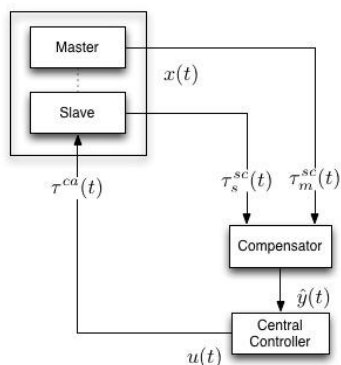 Master
x(t)
Slave
τ^{ca}(t)
τ_s^{sc}(t)
τ_m^{sc}(t)
Compensator
ŷ(t)
Central
Controller
u(t)